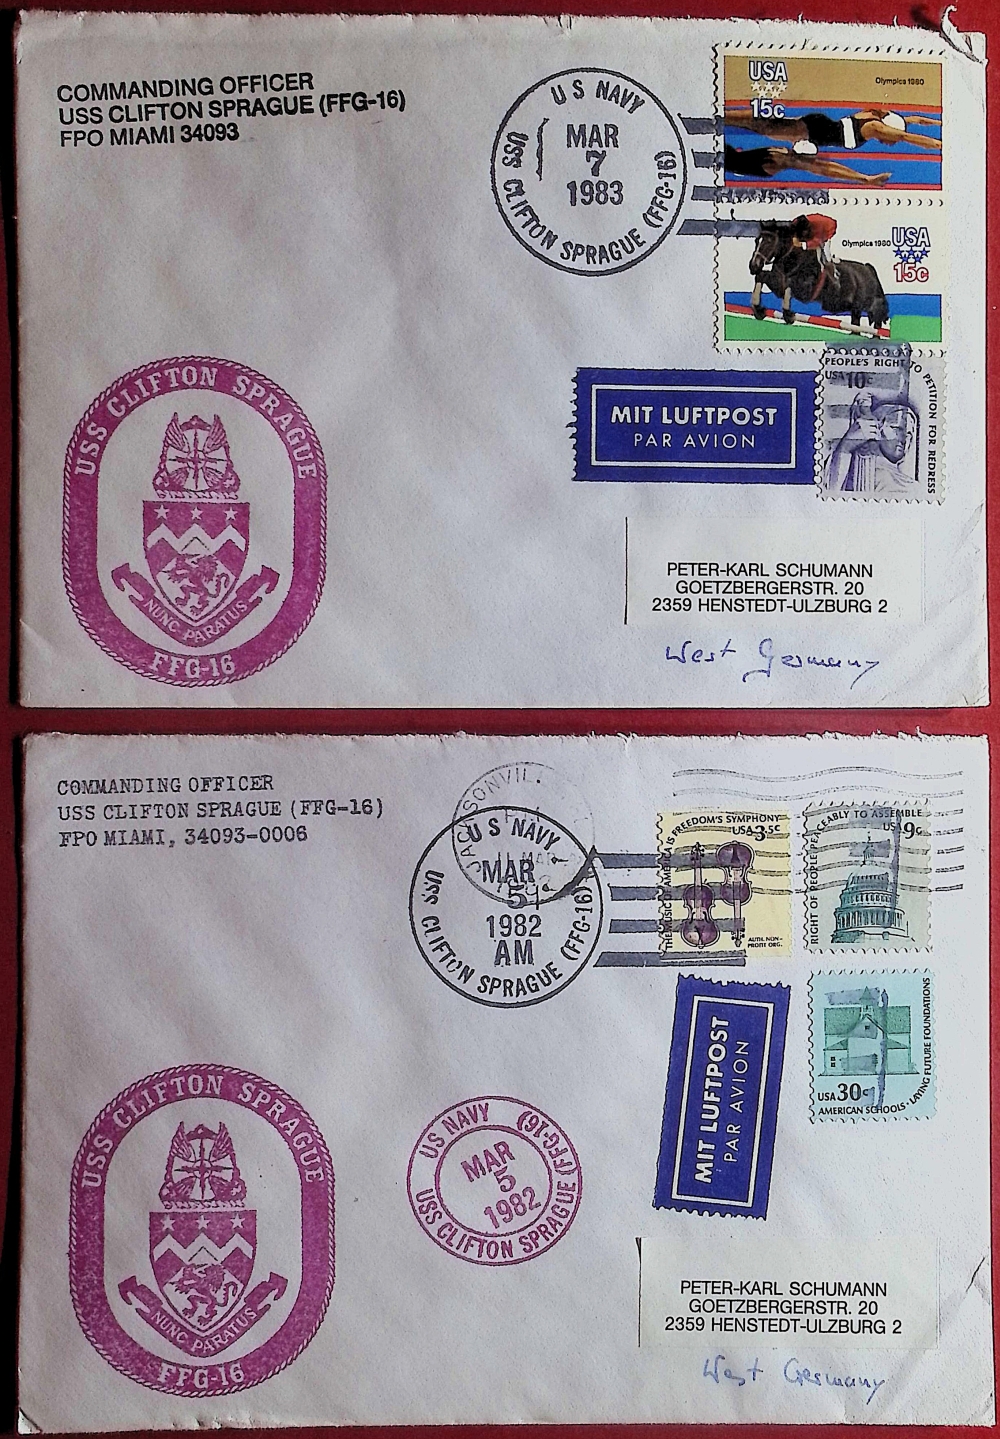 COMMANDING OFFICER
USS CLIFTON SPRAGUE (FFG-16)
FPO MIAMI 34093
U S NAVY
MAR
7
1983
USS CLIFTON SPRAGUE (FFG-16)
USA
15c
Olympics 1980
Olympics 1980
USA
15c
PEOPLE'S RIGHT TO PETITION FOR REDRESS
USA 10c
MIT LUFTPOST
PAR AVION
USS CLIFTON SPRAGUE
NUNC PARATUS
FFG-16
PETER-KARL SCHUMANN
GOETZBERGERSTR. 20
2359 HENSTEDT-ULZBURG 2
West Germany
COMMANDING OFFICER
USS CLIFTON SPRAGUE (FFG-16)
FPO MIAMI, 34093-0006
U S NAVY
MAR
5
1982
AM
USS CLIFTON SPRAGUE (FFG-16)
THE MUSIC OF AMERICA IS FREEDOM'S SYMPHONY
USA 3.5c
AUTH. NON-
PROFIT ORG.
RIGHT OF PEOPLE PEACEABLY TO ASSEMBLE
USA 9c
USA 30c
AMERICAN SCHOOLS · LAYING FUTURE FOUNDATIONS
MIT LUFTPOST
PAR AVION
US NAVY
MAR
5
1982
USS CLIFTON SPRAGUE (FFG-16)
USS CLIFTON SPRAGUE
NUNC PARATUS
FFG-16
PETER-KARL SCHUMANN
GOETZBERGERSTR. 20
2359 HENSTEDT-ULZBURG 2
West Germany